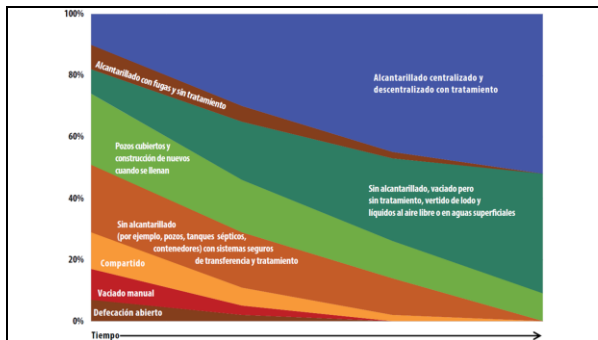 100%
80%
60%
40%
20%
0%
Alcantarillado centralizado y
descentralizado con tratamiento
Alcantarillado con fugas y sin tratamiento
Pozos cubiertos y
construcción de nuevos
cuando se llenan
Sin alcantarillado, vaciado pero
sin tratamiento, vertido de lodo y
líquidos al aire libre o en aguas superficiales
Sin alcantarillado
(por ejemplo, pozos, tanques sépticos,
contenedores) con sistemas seguros
de transferencia y tratamiento
Compartido
Vaciado manual
Defecación abierto
Tiempo